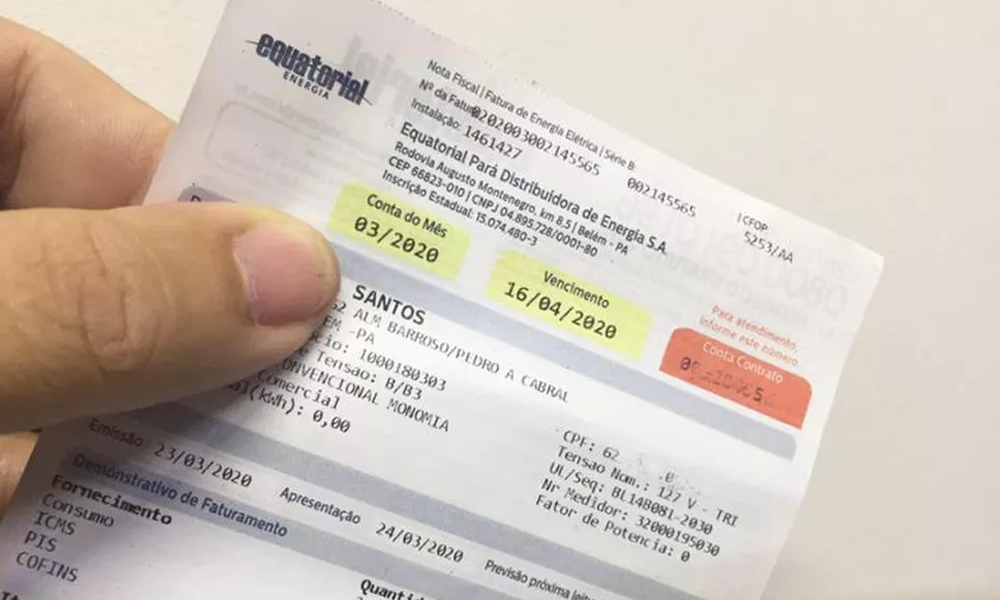 equatorial
ENERGIA
Nota Fiscal | Fatura de Energia Elétrica | Série B
Nº da Fatura 0202003002145565 002145565
CFOP
5253/AA
Instalação: 1461427
Equatorial Pará Distribuidora de Energia S.A.
Rodovia Augusto Montenegro, km 8,5 | Belém - PA
CEP 66823-010 | CNPJ 04.895.728/0001-80
Inscrição Estadual: 15.074.480-3
Conta do Mês
03/2020
Vencimento
16/04/2020
Para atendimento,
informe este número
Conta Contrato
SANTOS
ALM BARROSO/PEDRO A CABRAL
-PA
1000180303
Tensao: B/B3
CONVENCIONAL MONOMIA
Comercial
(kWh): 0,00
CPF: 62
Tensao Nom.: 127 V - TRI
UL/Seq: BL14B081-2030
Nr Medidor: 32000195030
Fator de Potencia: 0
Emissão 23/03/2020 Apresentação 24/03/2020 Previsão próxima
Demonstrativo de Faturamento
Fornecimento
Consumo
ICMS
PIS
COFINS